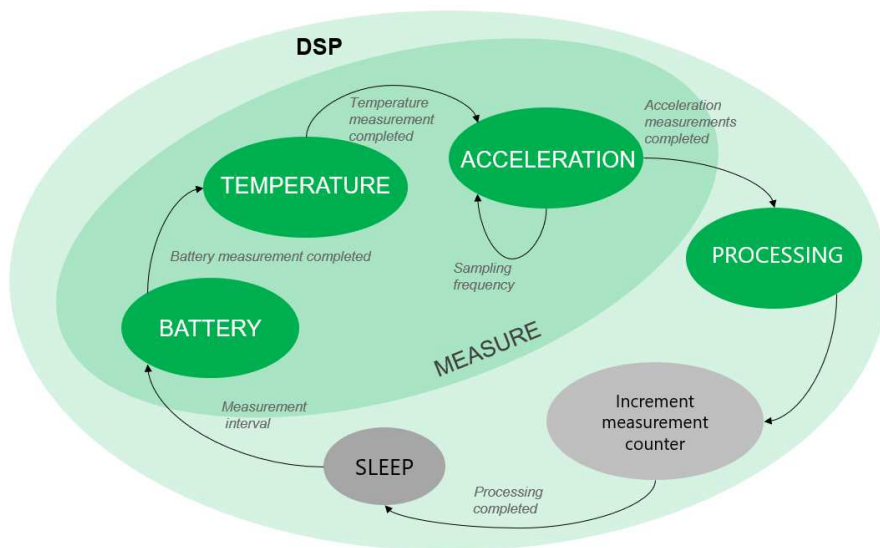 DSP
Temperature
measurement
completed
Acceleration
measurements
completed
ACCELERATION
TEMPERATURE
PROCESSING
Battery measurement completed
Sampling
frequency
BATTERY
MEASURE
Measurement
interval
Increment
measurement
counter
SLEEP
Processing
completed